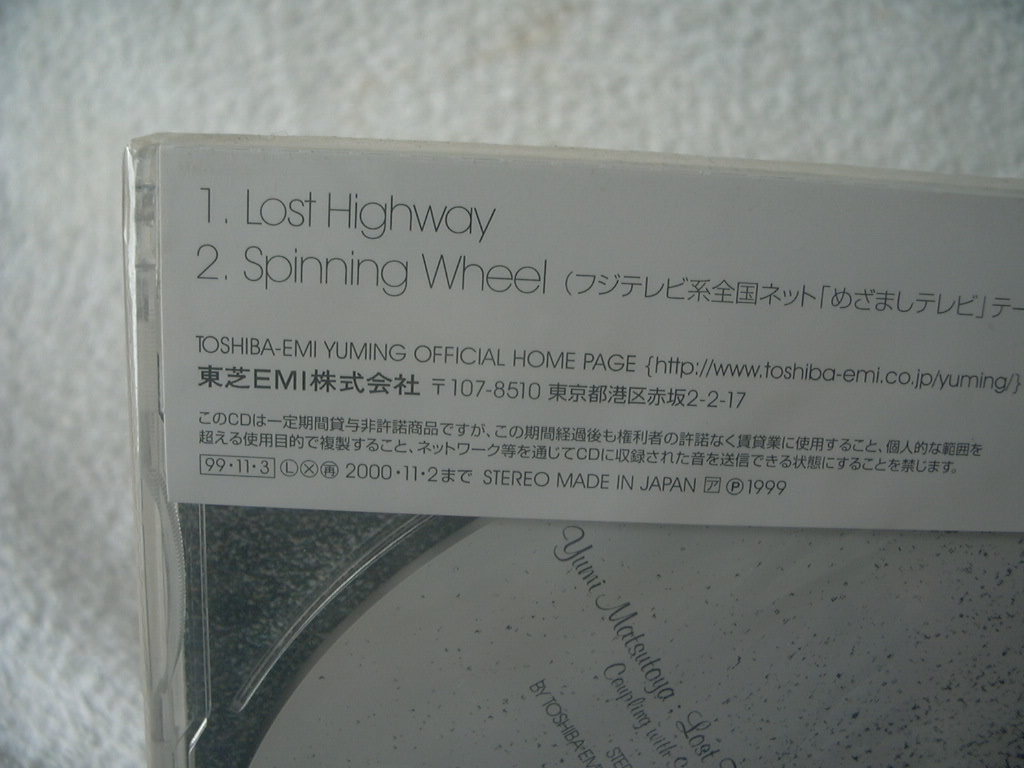 1. Lost Highway
2. Spinning Wheel (フジテレビ系全国ネット「めざましテレビ」テー
TOSHIBA-EMI YUMING OFFICIAL HOME PAGE {http://www.toshiba-emi.co.jp/yuming/}
東芝EMI株式会社 〒107-8510 東京都港区赤坂2-2-17
このCDは一定期間貸与非許諾商品ですが、この期間経過後も権利者の許諾なく賃貸業に使用すること、個人的な範囲を
超える使用目的で複製すること、ネットワーク等を通じてCDに収録された音を送信できる状態にすることを禁じます。
99・11・3 Ⓛ Ⓧ ㊗ 2000・11・2まで STEREO MADE IN JAPAN ア Ⓟ1999
Yumi Matsutoya : Lost
Coupling with
BY TOSHIBA-EMI
STE